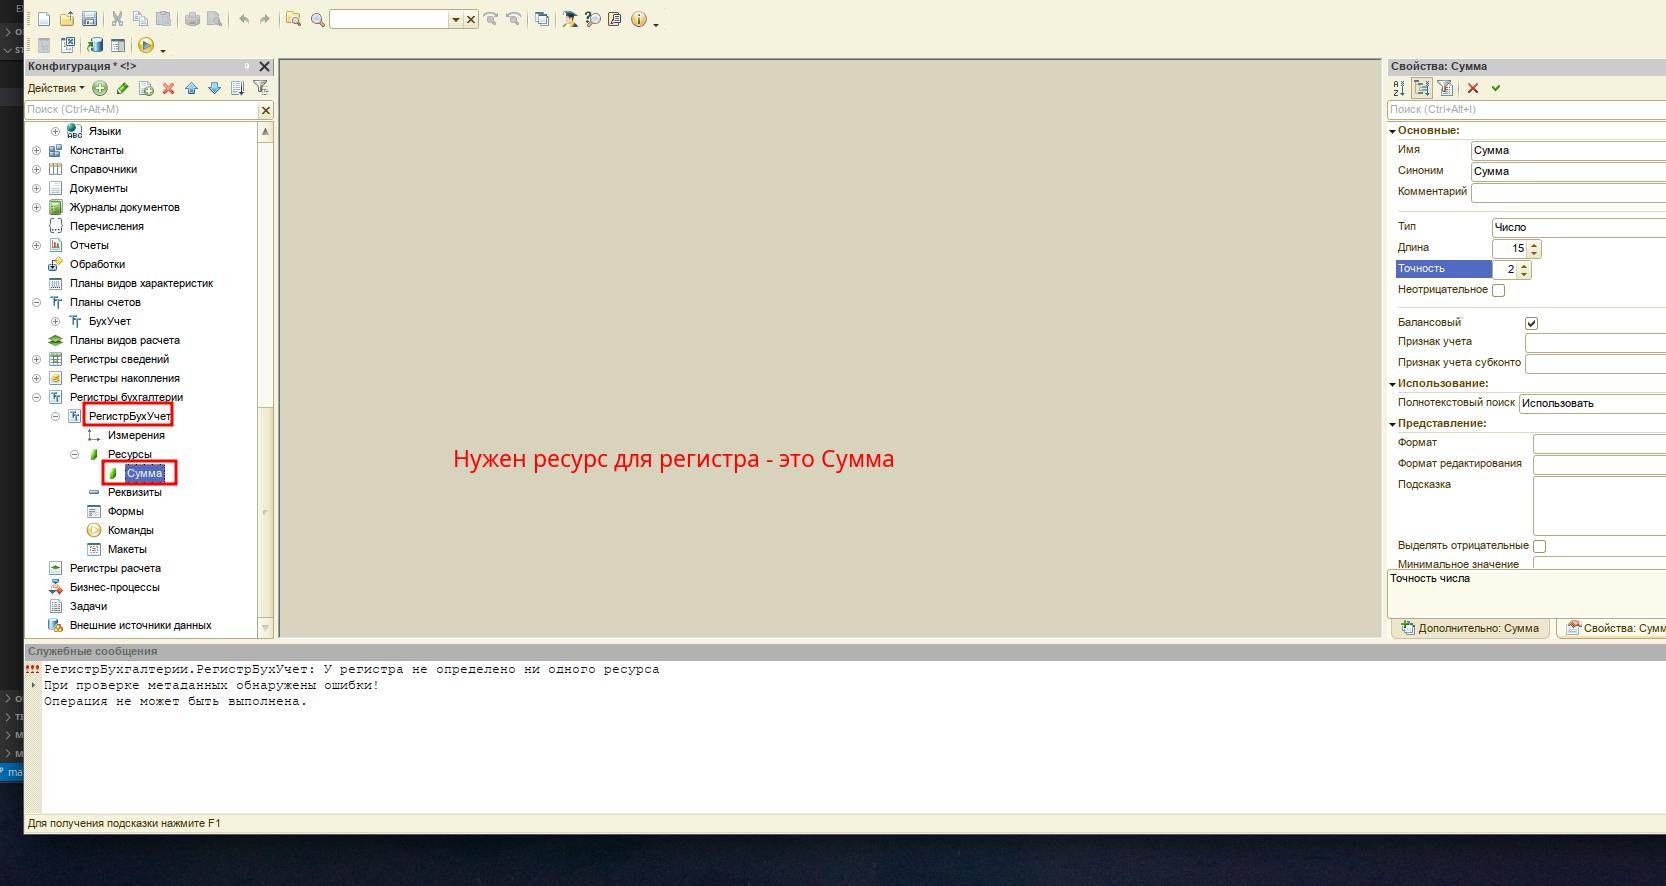 Конфигурация * <!>
Действия
Поиск (Ctrl+Alt+M)
Языки
Константы
Справочники
Документы
Журналы документов
Перечисления
Отчеты
Обработки
Планы видов характеристик
Планы счетов
БухУчет
Планы видов расчета
Регистры сведений
Регистры накопления
Регистры бухгалтерии
РегистрБухУчет
Измерения
Ресурсы
Сумма
Реквизиты
Формы
Команды
Макеты
Регистры расчета
Бизнес-процессы
Задачи
Внешние источники данных
Нужен ресурс для регистра - это Сумма
Свойства: Сумма
Поиск (Ctrl+Alt+I)
Основные:
Имя Сумма
Синоним Сумма
Комментарий
Тип Число
Длина 15
Точность 2
Неотрицательное
Балансовый
Признак учета
Признак учета субконто
Использование:
Полнотекстовый поиск Использовать
Представление:
Формат
Формат редактирования
Подсказка
Выделять отрицательные
Минимальное значение
Точность числа
Дополнительно: Сумма Свойства: Сумм
Служебные сообщения
РегистрБухгалтерии.РегистрБухУчет: У регистра не определено ни одного ресурса
При проверке метаданных обнаружены ошибки!
Операция не может быть выполнена.
Для получения подсказки нажмите F1